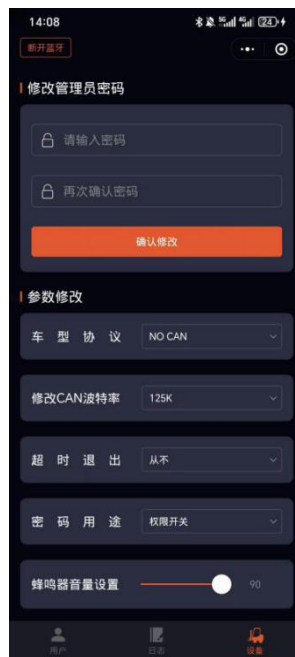 14:08
5G 4G 24
断开蓝牙
修改管理员密码
请输入密码
再次确认密码
确认修改
参数修改
车型协议 NO CAN
修改CAN波特率 125K
超时退出 从不
密码用途 权限开关
蜂鸣器音量设置 90
用户 日志 设备